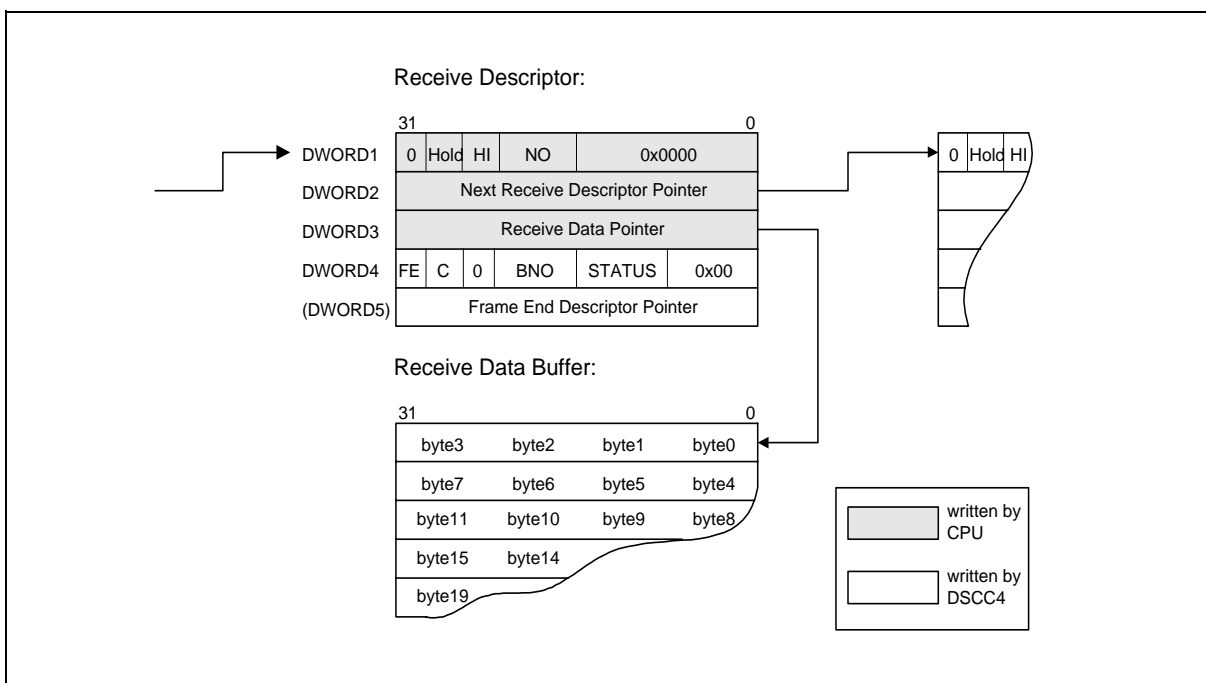 Receive Descriptor:
31 0
DWORD1 0 Hold HI NO 0x0000 0 Hold HI
DWORD2 Next Receive Descriptor Pointer
DWORD3 Receive Data Pointer
DWORD4 FE C 0 BNO STATUS 0x00
(DWORD5) Frame End Descriptor Pointer
Receive Data Buffer:
31 0
byte3 byte2 byte1 byte0
byte7 byte6 byte5 byte4
byte11 byte10 byte9 byte8
byte15 byte14
byte19
written by
CPU
written by
DSCC4